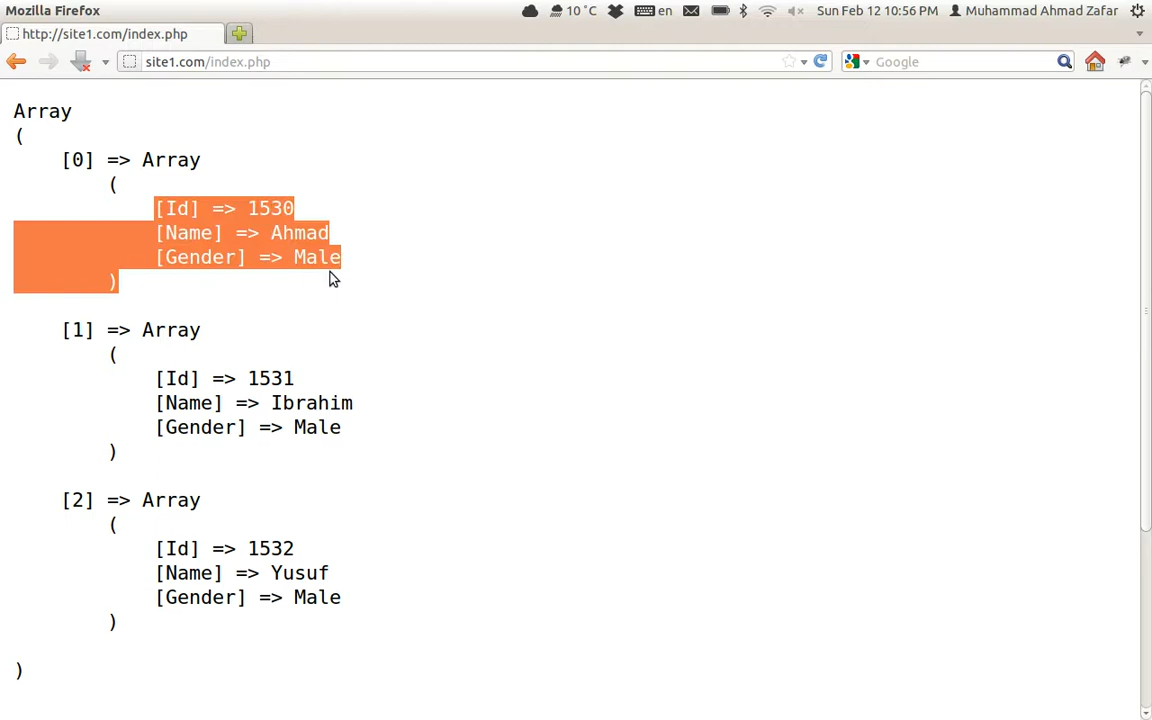 Mozilla Firefox
10 °C
en
Sun Feb 12 10:56 PM
Muhammad Ahmad Zafar
http://site1.com/index.php
site1.com/index.php
Google
Array
(
    [0] => Array
        (
            [Id] => 1530
            [Name] => Ahmad
            [Gender] => Male
        )
    [1] => Array
        (
            [Id] => 1531
            [Name] => Ibrahim
            [Gender] => Male
        )
    [2] => Array
        (
            [Id] => 1532
            [Name] => Yusuf
            [Gender] => Male
        )
)